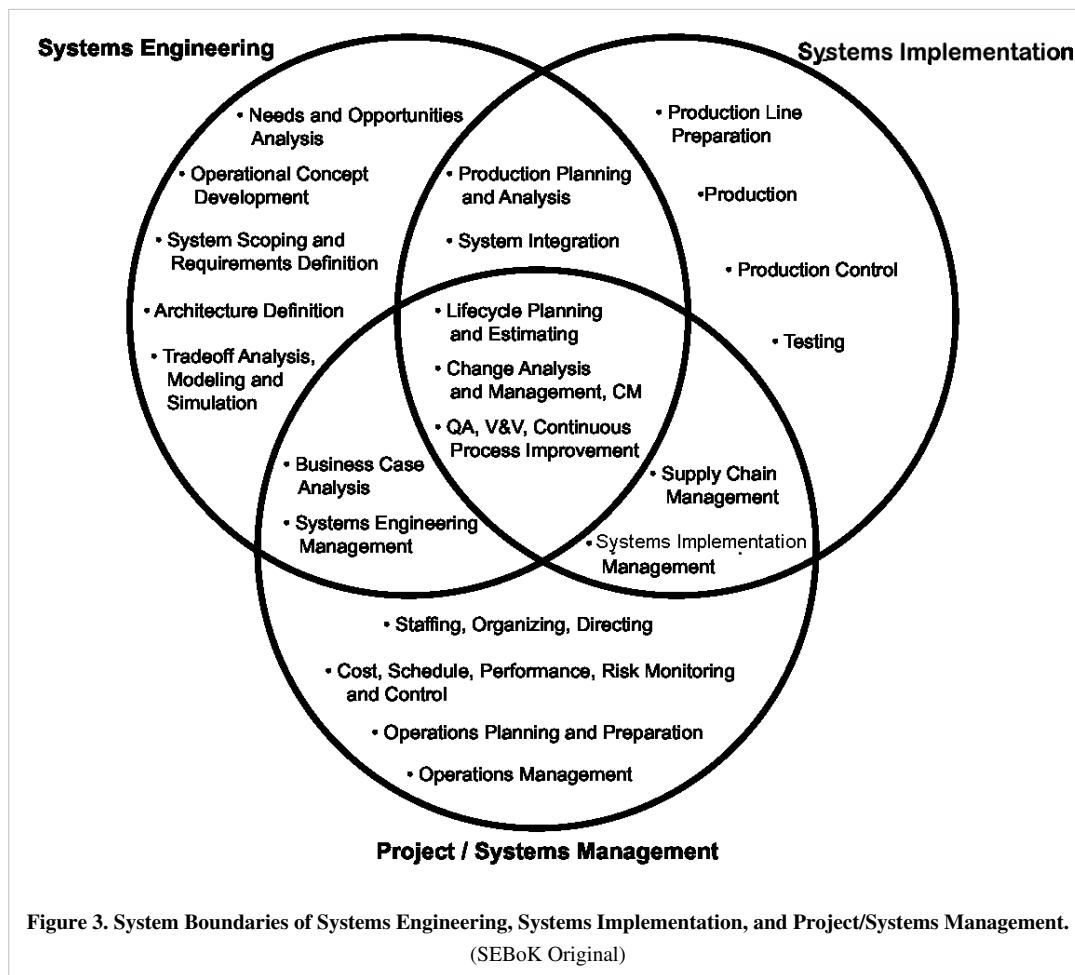 Systems Engineering
Systems Implementation
• Needs and Opportunities
Analysis
• Operational Concept
Development
• System Scoping and
Requirements Definition
• Architecture Definition
• Tradeoff Analysis,
Modeling and
Simulation
• Production Planning
and Analysis
• System Integration
• Production Line
Preparation
• Production
• Production Control
• Testing
• Lifecycle Planning
and Estimating
• Change Analysis
and Management, CM
• QA, V&V, Continuous
Process Improvement
• Business Case
Analysis
• Systems Engineering
Management
• Supply Chain
Management
• Systems Implementation
Management
• Staffing, Organizing, Directing
• Cost, Schedule, Performance, Risk Monitoring
and Control
• Operations Planning and Preparation
• Operations Management
Project / Systems Management
Figure 3. System Boundaries of Systems Engineering, Systems Implementation, and Project/Systems Management.
(SEBoK Original)